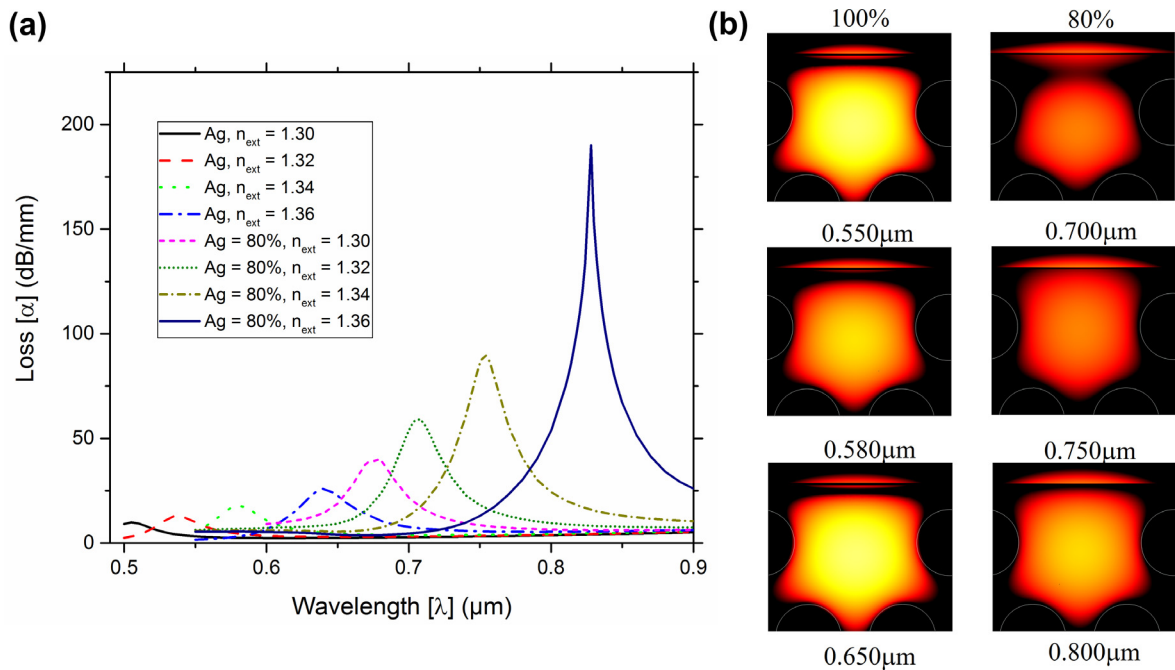 (a)
Loss [α] (dB/mm)
200
150
100
50
0
Ag, n_ext = 1.30
Ag, n_ext = 1.32
Ag, n_ext = 1.34
Ag, n_ext = 1.36
Ag = 80%, n_ext = 1.30
Ag = 80%, n_ext = 1.32
Ag = 80%, n_ext = 1.34
Ag = 80%, n_ext = 1.36
0.5 0.6 0.7 0.8 0.9
Wavelength [λ] (μm)
(b)
100% 80%
0.550μm 0.700μm
0.580μm 0.750μm
0.650μm 0.800μm